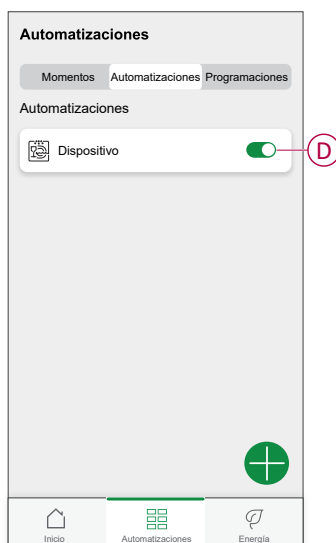 Automatizaciones
Momentos Automatizaciones Programaciones
Automatizaciones
Dispositivo
D
Inicio Automatizaciones Energía